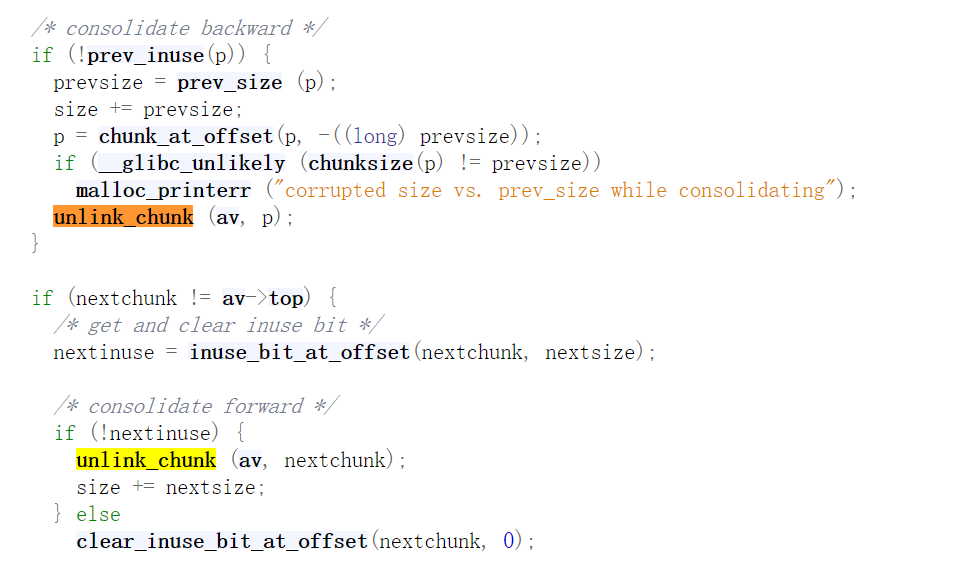 /* consolidate backward */
if (!prev_inuse(p)) {
  prevsize = prev_size (p);
  size += prevsize;
  p = chunk_at_offset(p, -((long) prevsize));
  if (__glibc_unlikely (chunksize(p) != prevsize))
    malloc_printerr ("corrupted size vs. prev_size while consolidating");
  unlink_chunk (av, p);
}

if (nextchunk != av->top) {
  /* get and clear inuse bit */
  nextinuse = inuse_bit_at_offset(nextchunk, nextsize);

  /* consolidate forward */
  if (!nextinuse) {
    unlink_chunk (av, nextchunk);
    size += nextsize;
  } else
    clear_inuse_bit_at_offset(nextchunk, 0);